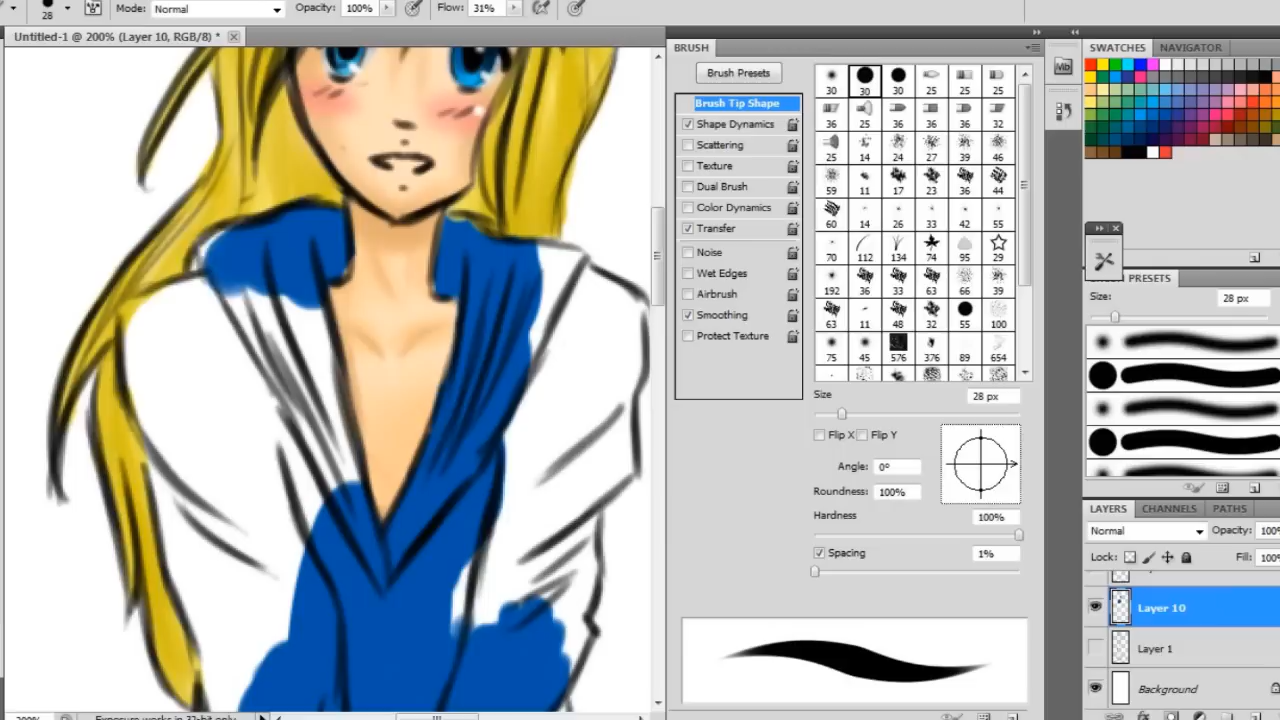 28 Mode: Normal Opacity: 100% Flow: 31%
Untitled-1 @ 200% (Layer 10, RGB/8) *
BRUSH
Brush Presets
Brush Tip Shape
Shape Dynamics
Scattering
Texture
Dual Brush
Color Dynamics
Transfer
Noise
Wet Edges
Airbrush
Smoothing
Protect Texture
30 30 30 25 25 25
36 25 36 36 36 32
25 14 24 27 39 46
59 11 17 23 36 44
60 14 26 33 42 55
70 112 134 74 95 29
192 36 33 63 66 39
63 11 48 32 55 100
75 45 576 376 89 654
Size 28 px
Flip X Flip Y
Angle: 0°
Roundness: 100%
Hardness 100%
Spacing 1%
Mb
SWATCHES NAVIGATOR
PRESETS
Size: 28 px
LAYERS CHANNELS PATHS
Normal Opacity: 100%
Lock: Fill: 100%
Layer 10
Layer 1
Background
200% Exposure works in 32-bit only